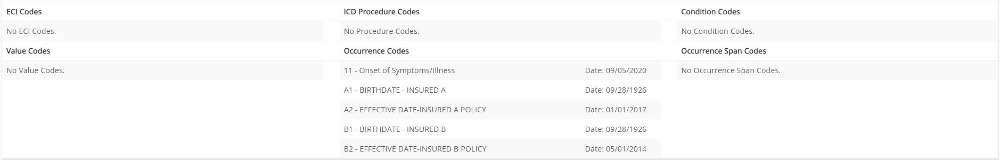 ECI Codes ICD Procedure Codes Condition Codes
No ECI Codes. No Procedure Codes. No Condition Codes.
Value Codes Occurrence Codes Occurrence Span Codes
No Value Codes. 11 - Onset of Symptoms/Illness Date: 09/05/2020 No Occurrence Span Codes.
A1 - BIRTHDATE - INSURED A Date: 09/28/1926
A2 - EFFECTIVE DATE-INSURED A POLICY Date: 01/01/2017
B1 - BIRTHDATE - INSURED B Date: 09/28/1926
B2 - EFFECTIVE DATE-INSURED B POLICY Date: 05/01/2014